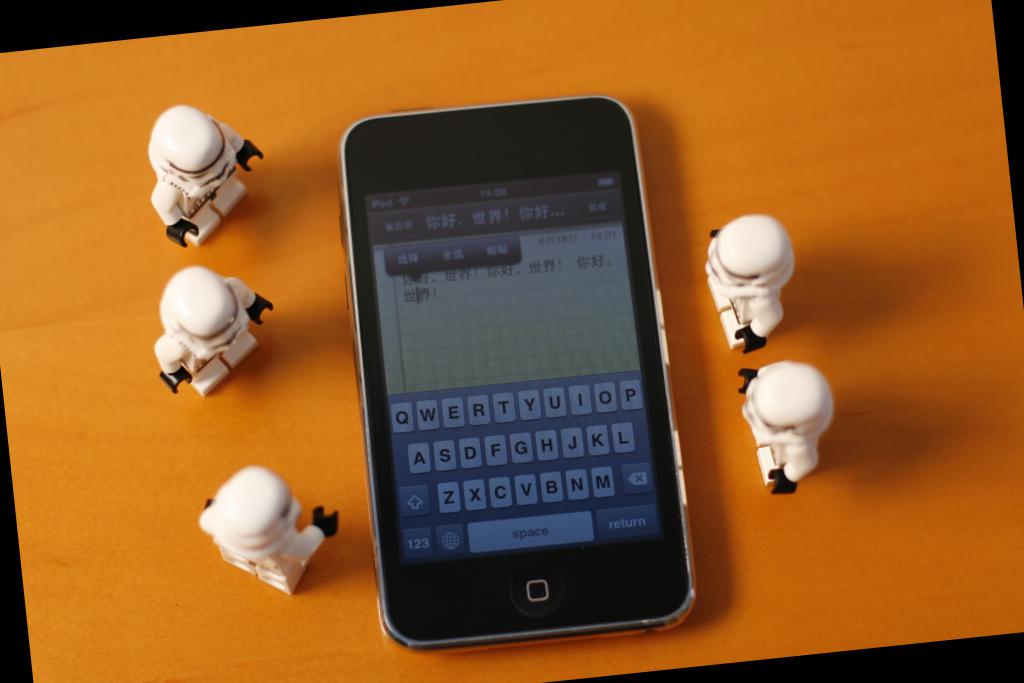 iPod 14:06
备忘录 你好，世界！你好... 完成
选择 全选 粘贴
6月18日 14:01
你好，世界！你好，世界！ 你好，
世界！
Q W E R T Y U I O P
A S D F G H J K L
Z X C V B N M
123 space return